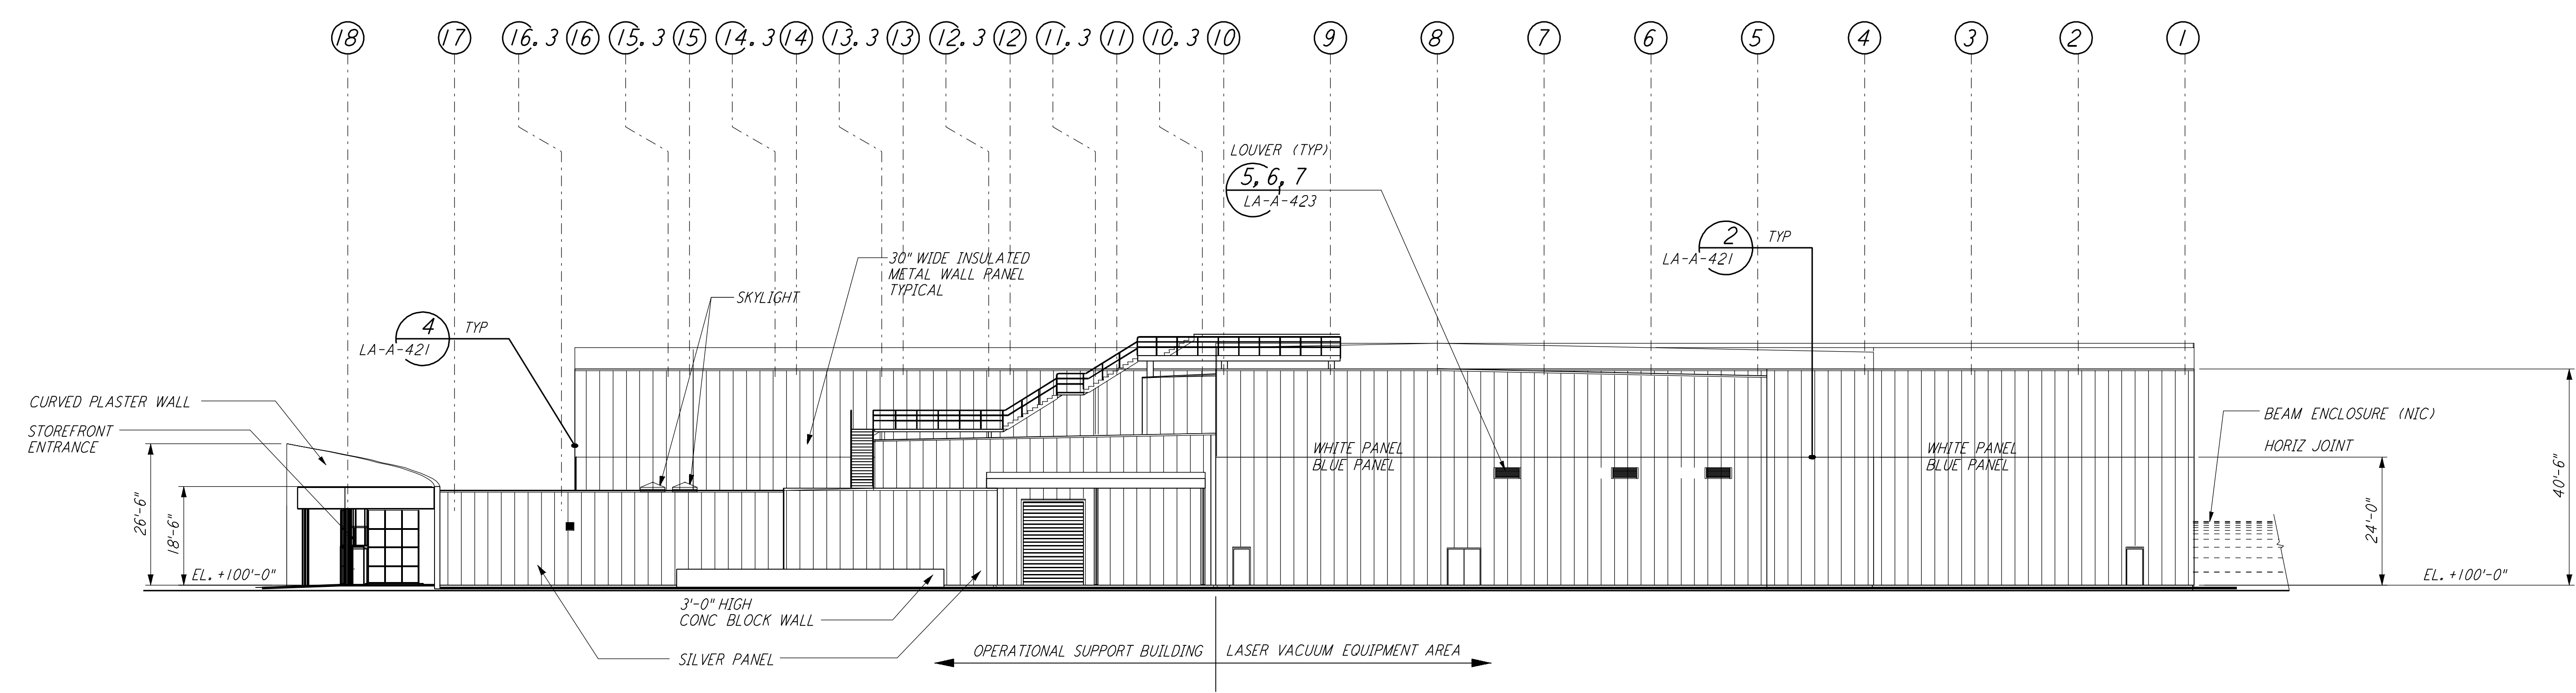 18 17 16.3 16 15.3 15 14.3 14 13.3 13 12.3 12 11.3 11 10.3 10 9 8 7 6 5 4 3 2 1
LOUVER (TYP)
5, 6, 7
LA-A-423
2 TYP
LA-A-421
30" WIDE INSULATED
METAL WALL PANEL
TYPICAL
SKYLIGHT
4 TYP
LA-A-421
CURVED PLASTER WALL
STOREFRONT
ENTRANCE
26'-6"
18'-6"
EL. +100'-0"
WHITE PANEL
BLUE PANEL
WHITE PANEL
BLUE PANEL
BEAM ENCLOSURE (NIC)
HORIZ JOINT
24'-0"
40'-6"
EL. +100'-0"
3'-0" HIGH
CONC BLOCK WALL
SILVER PANEL
OPERATIONAL SUPPORT BUILDING
LASER VACUUM EQUIPMENT AREA